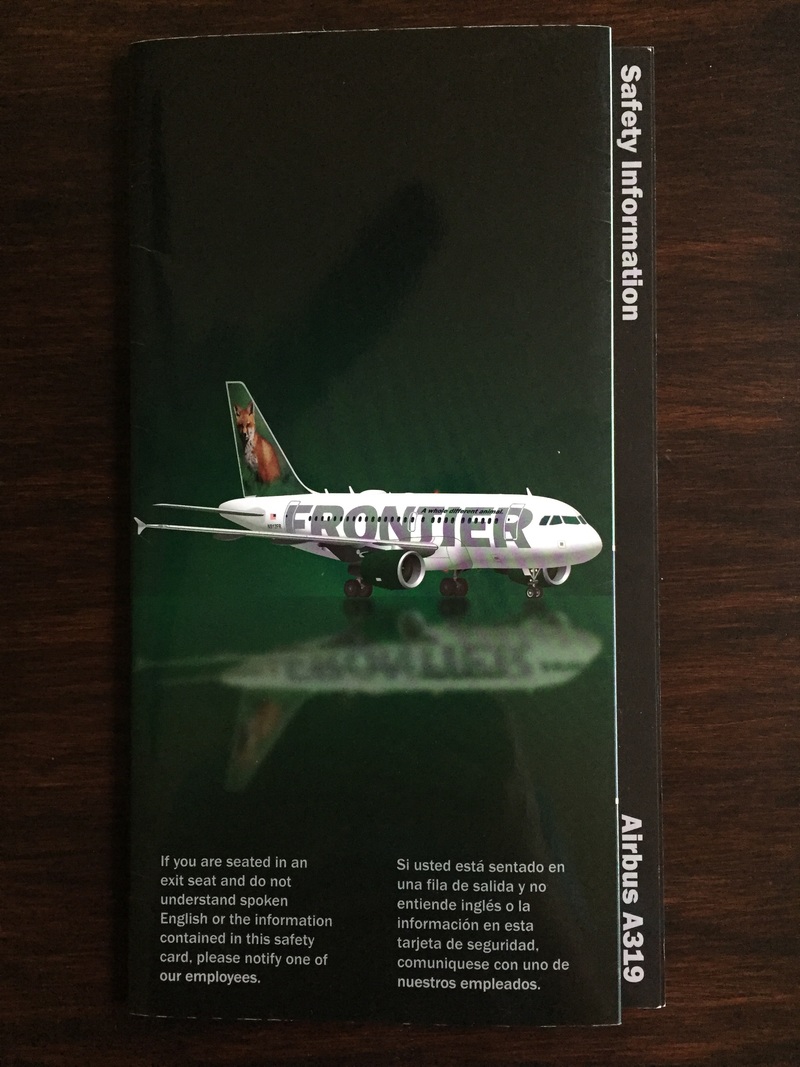 Safety Information
A whole different animal.
FRONTIER
If you are seated in an
exit seat and do not
understand spoken
English or the information
contained in this safety
card, please notify one of
our employees.
Si usted está sentado en
una fila de salida y no
entiende inglés o la
información en esta
tarjeta de seguridad,
comuniquese con uno de
nuestros empleados.
Airbus A319